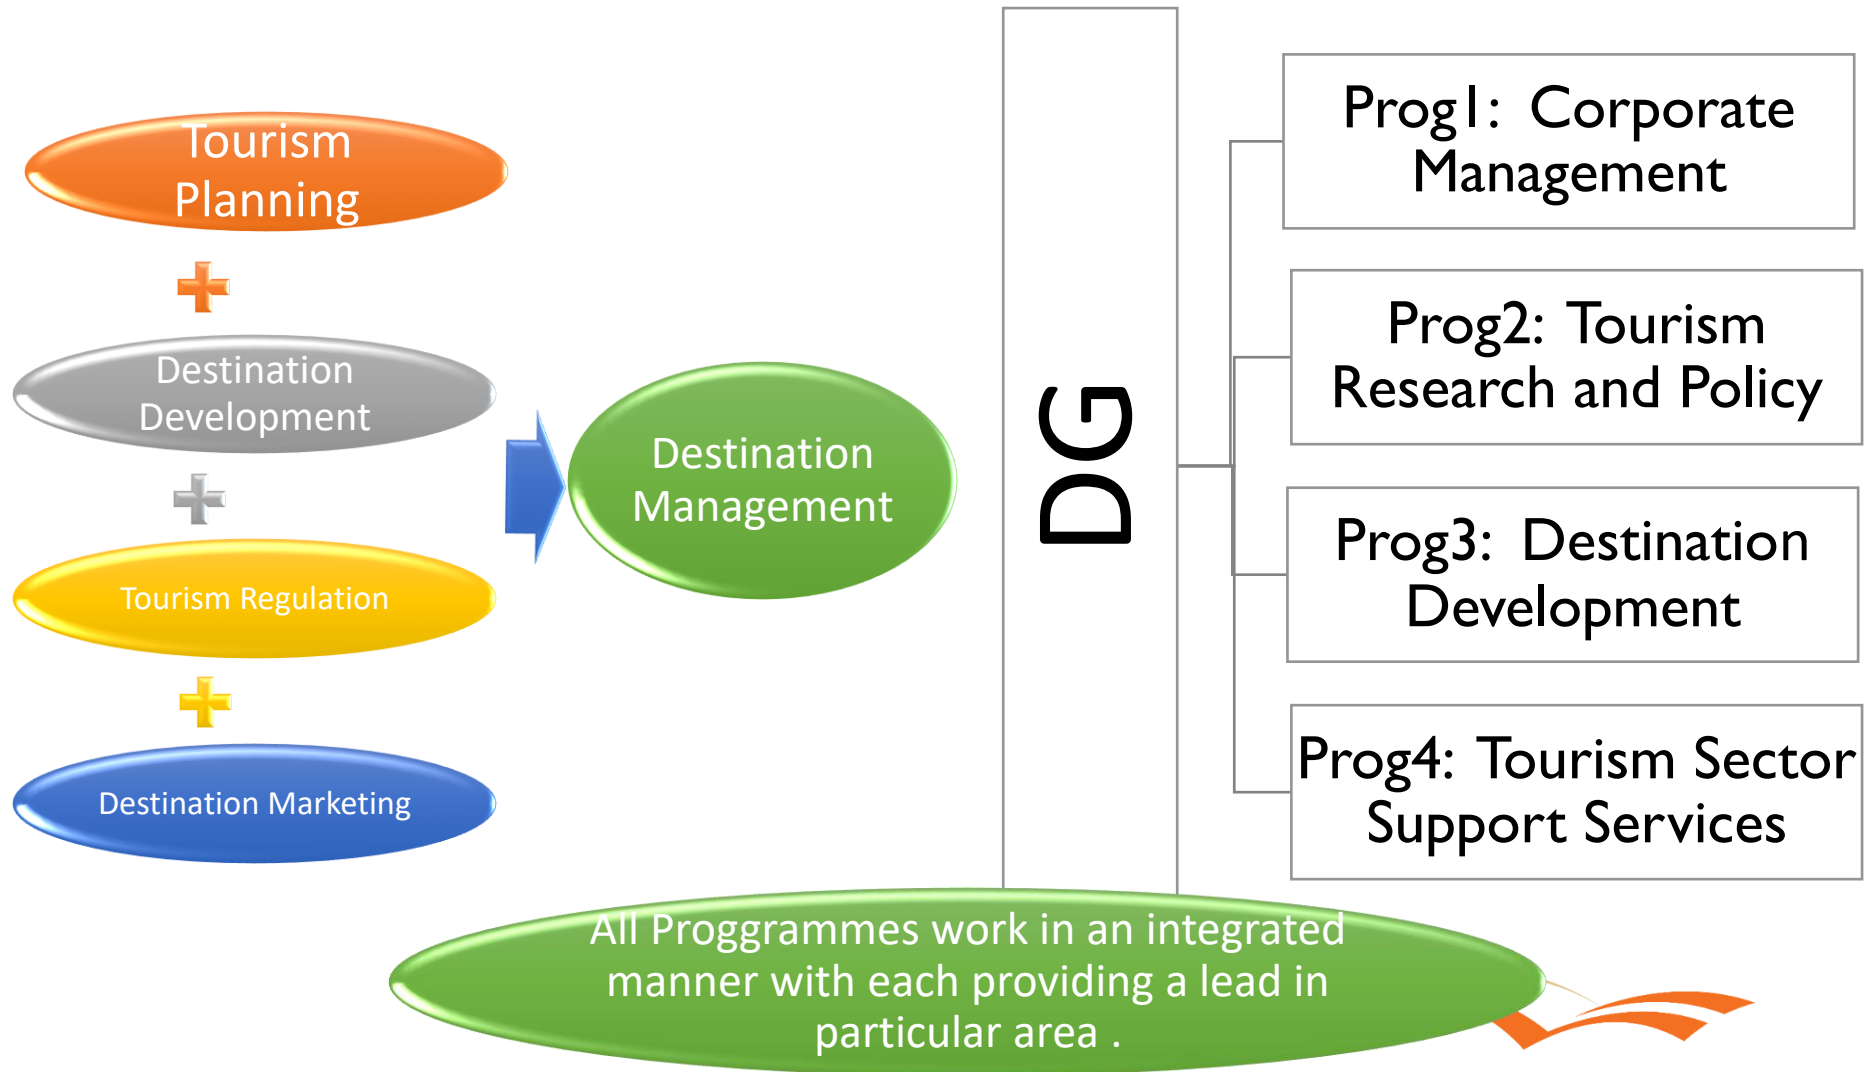 Tourism
Planning
Destination
Development
Tourism Regulation
Destination Marketing
Destination
Management
DG
Prog1: Corporate
Management
Prog2: Tourism
Research and Policy
Prog3: Destination
Development
Prog4: Tourism Sector
Support Services
All Proggrammes work in an integrated
manner with each providing a lead in
particular area .